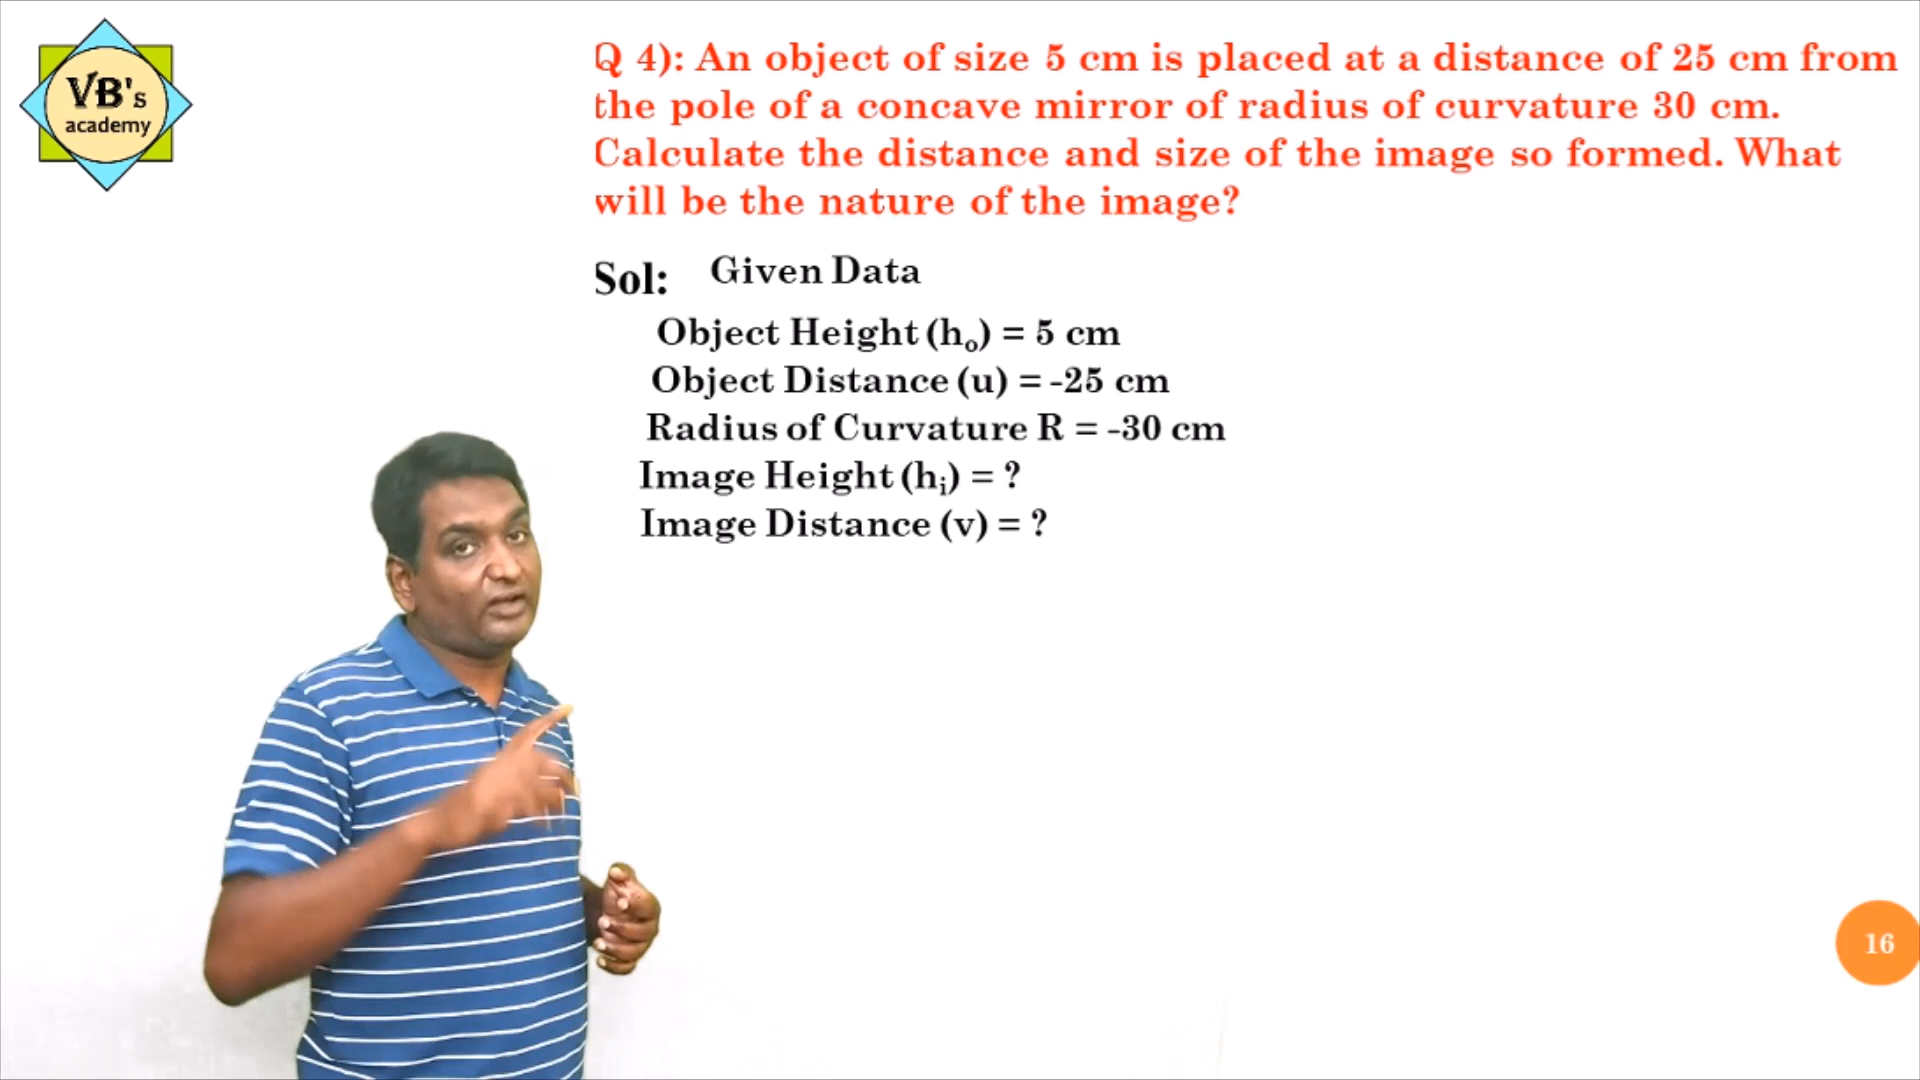 VB's
academy
Q 4): An object of size 5 cm is placed at a distance of 25 cm from
the pole of a concave mirror of radius of curvature 30 cm.
Calculate the distance and size of the image so formed. What
will be the nature of the image?
Sol: Given Data
Object Height (hₒ) = 5 cm
Object Distance (u) = -25 cm
Radius of Curvature R = -30 cm
Image Height (hᵢ) = ?
Image Distance (v) = ?
16